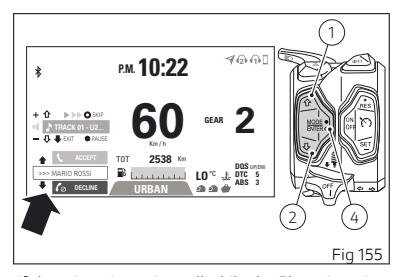 1
P.M. 10:22
+ ▶ ▶▶ SKIP
TRACK 01 - U2...
- EXIT ● PAUSE
60
Km/h
GEAR 2
ACCEPT
>>> MARIO ROSSI
DECLINE
TOT 2538 Km
LO °C
DQS UP/DW
DTC 5
ABS 3
URBAN
MODE
ENTER
ON
OFF
RES
SET
OFF
2
4
Fig 155